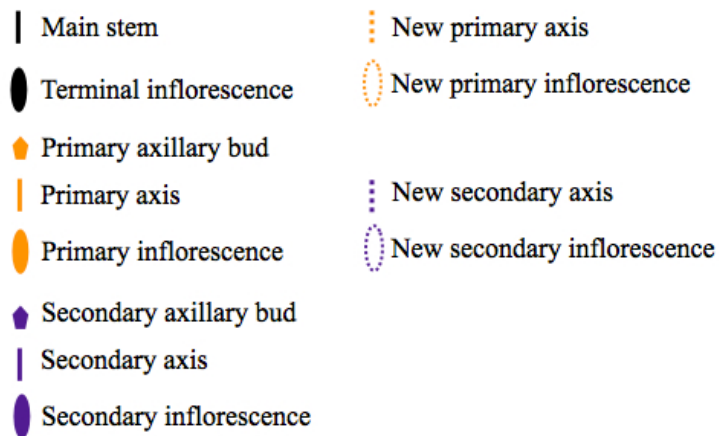 Main stem
Terminal inflorescence
Primary axillary bud
Primary axis
Primary inflorescence
Secondary axillary bud
Secondary axis
Secondary inflorescence
New primary axis
New primary inflorescence
New secondary axis
New secondary inflorescence